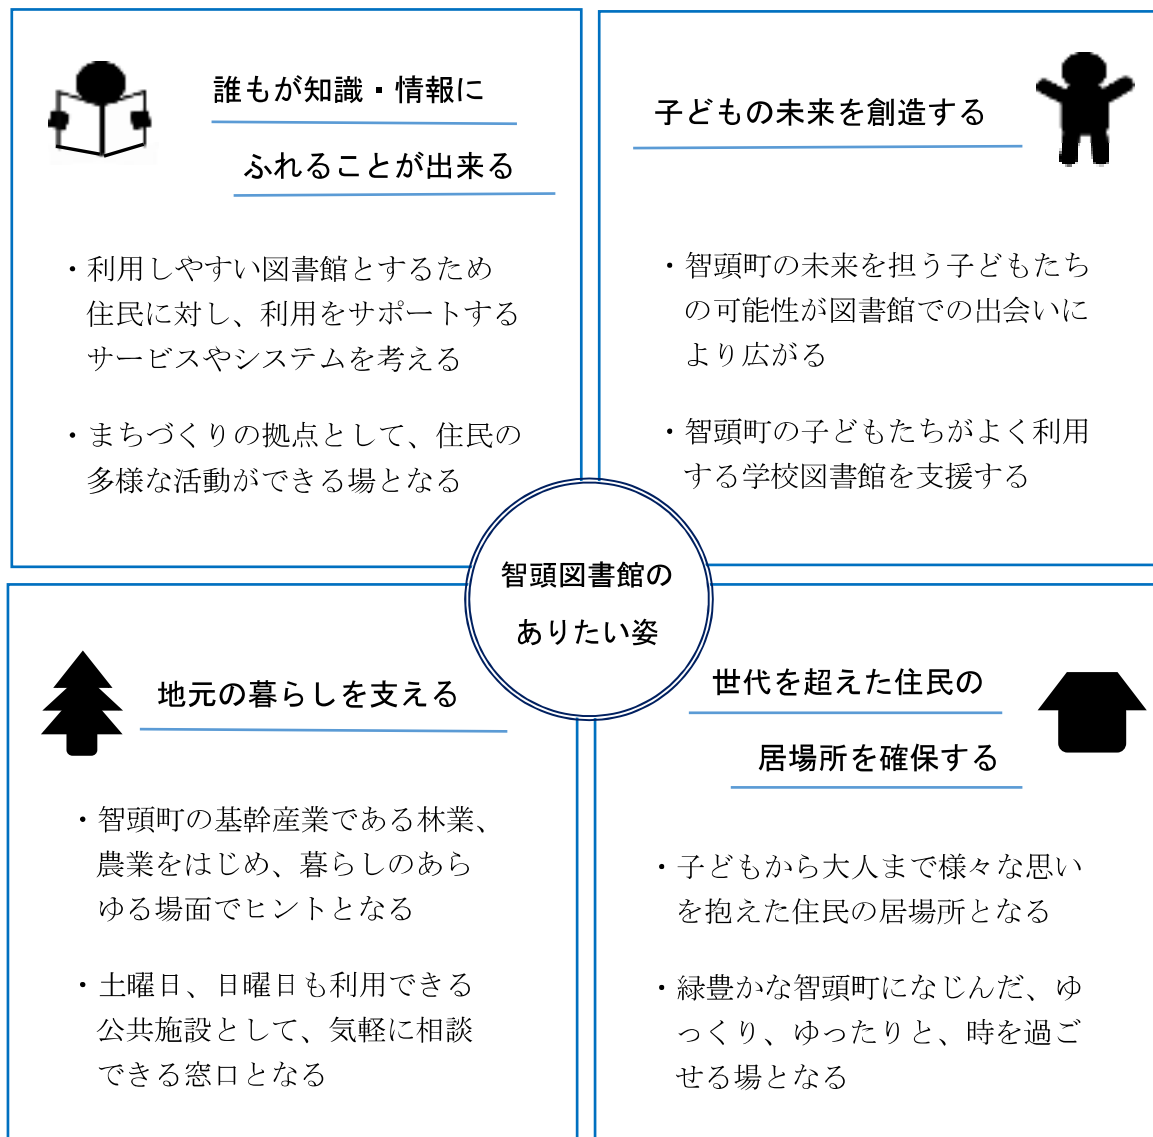 誰もが知識・情報に
ふれることが出来る
・利用しやすい図書館とするため
住民に対し、利用をサポートする
サービスやシステムを考える
・まちづくりの拠点として、住民の
多様な活動ができる場となる
子どもの未来を創造する
・智頭町の未来を担う子どもたち
の可能性が図書館での出会いに
より広がる
・智頭町の子どもたちがよく利用
する学校図書館を支援する
智頭図書館の
ありたい姿
地元の暮らしを支える
・智頭町の基幹産業である林業、
農業をはじめ、暮らしのあら
ゆる場面でヒントとなる
・土曜日、日曜日も利用できる
公共施設として、気軽に相談
できる窓口となる
世代を超えた住民の
居場所を確保する
・子どもから大人まで様々な思い
を抱えた住民の居場所となる
・緑豊かな智頭町になじんだ、ゆ
っくり、ゆったりと、時を過ご
せる場となる